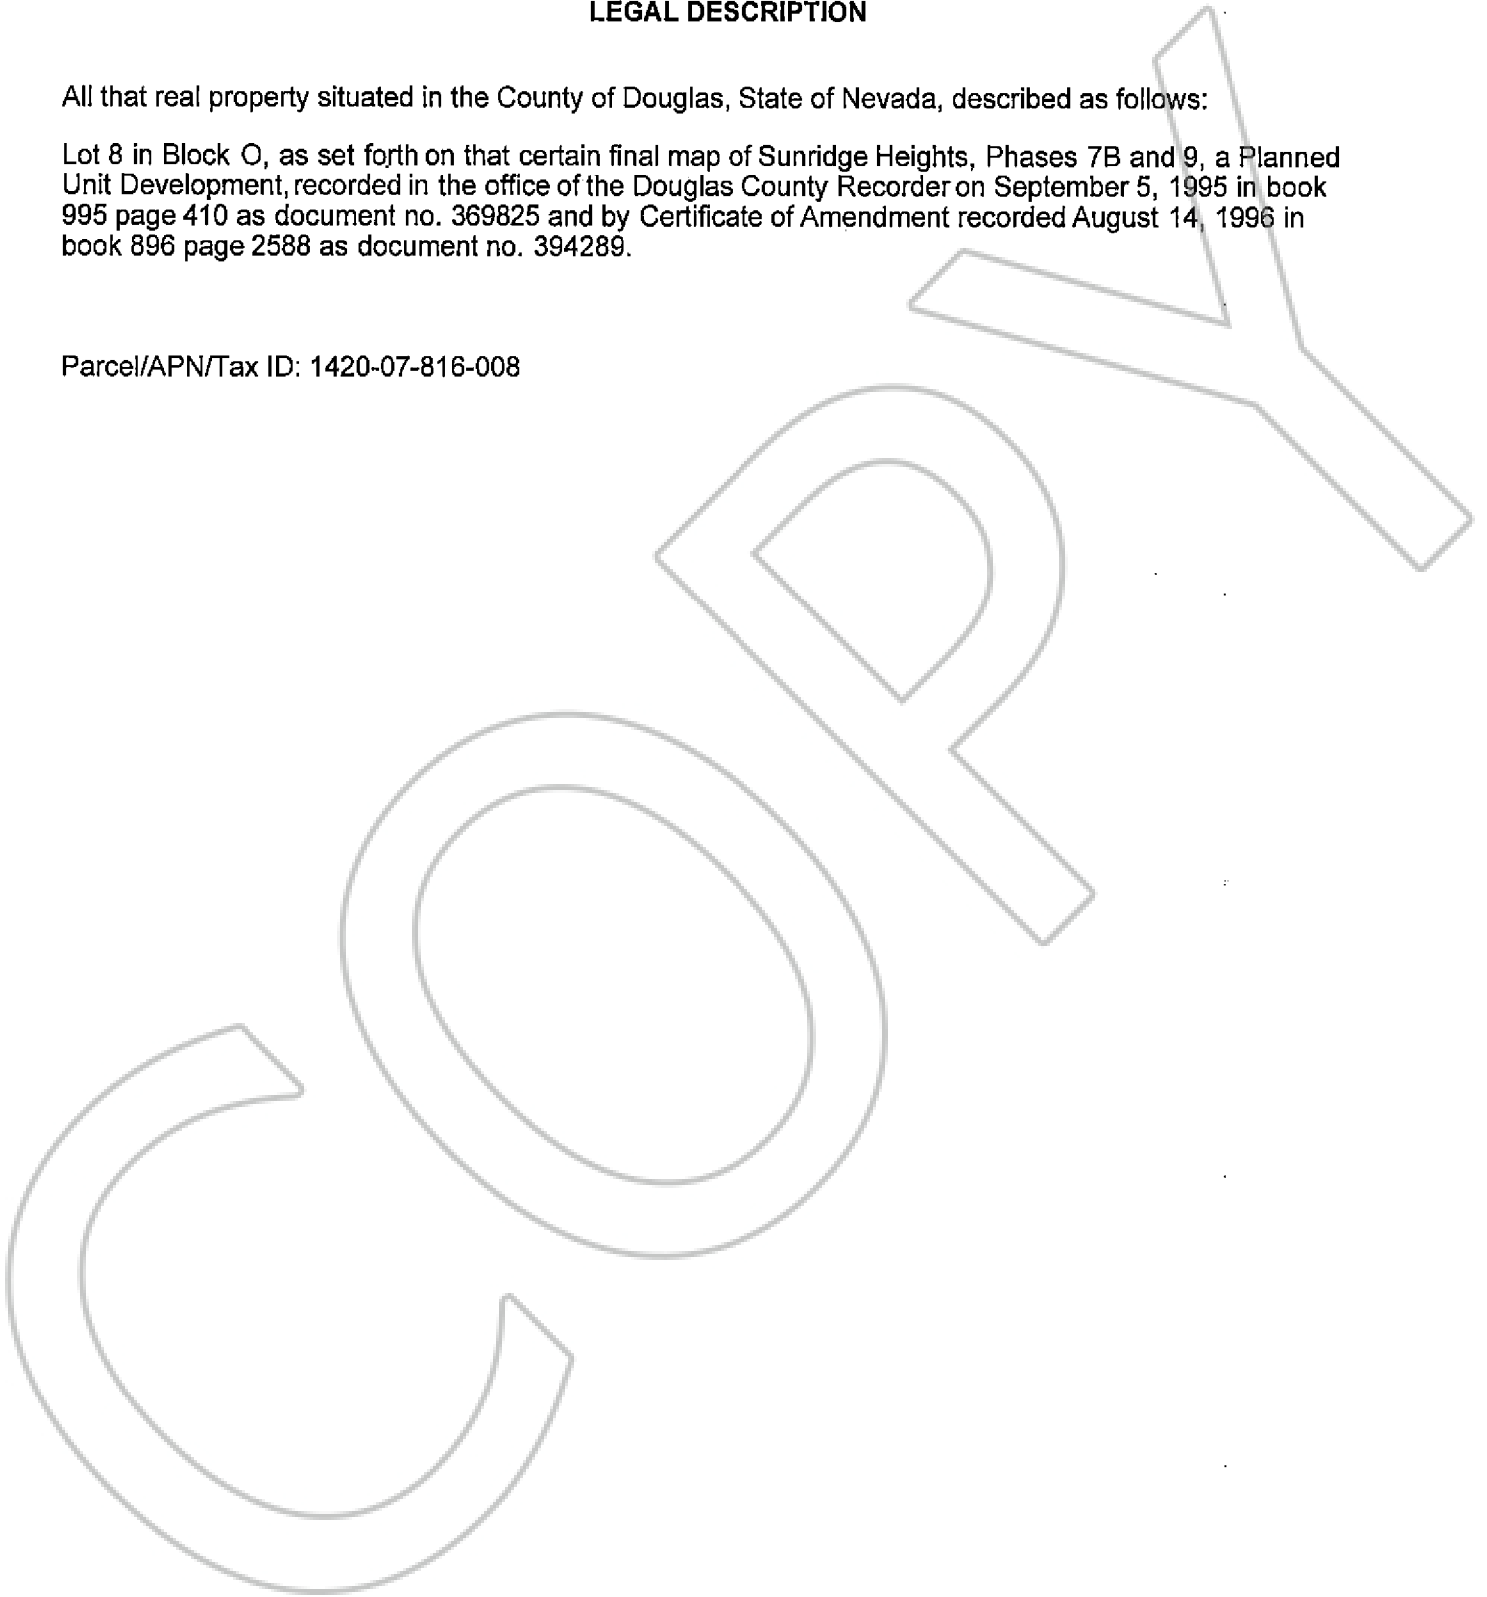 LEGAL DESCRIPTION
All that real property situated in the County of Douglas, State of Nevada, described as follows:
Lot 8 in Block O, as set forth on that certain final map of Sunridge Heights, Phases 7B and 9, a Planned
Unit Development, recorded in the office of the Douglas County Recorder on September 5, 1995 in book
995 page 410 as document no. 369825 and by Certificate of Amendment recorded August 14, 1996 in
book 896 page 2588 as document no. 394289.
Parcel/APN/Tax ID: 1420-07-816-008
COPY